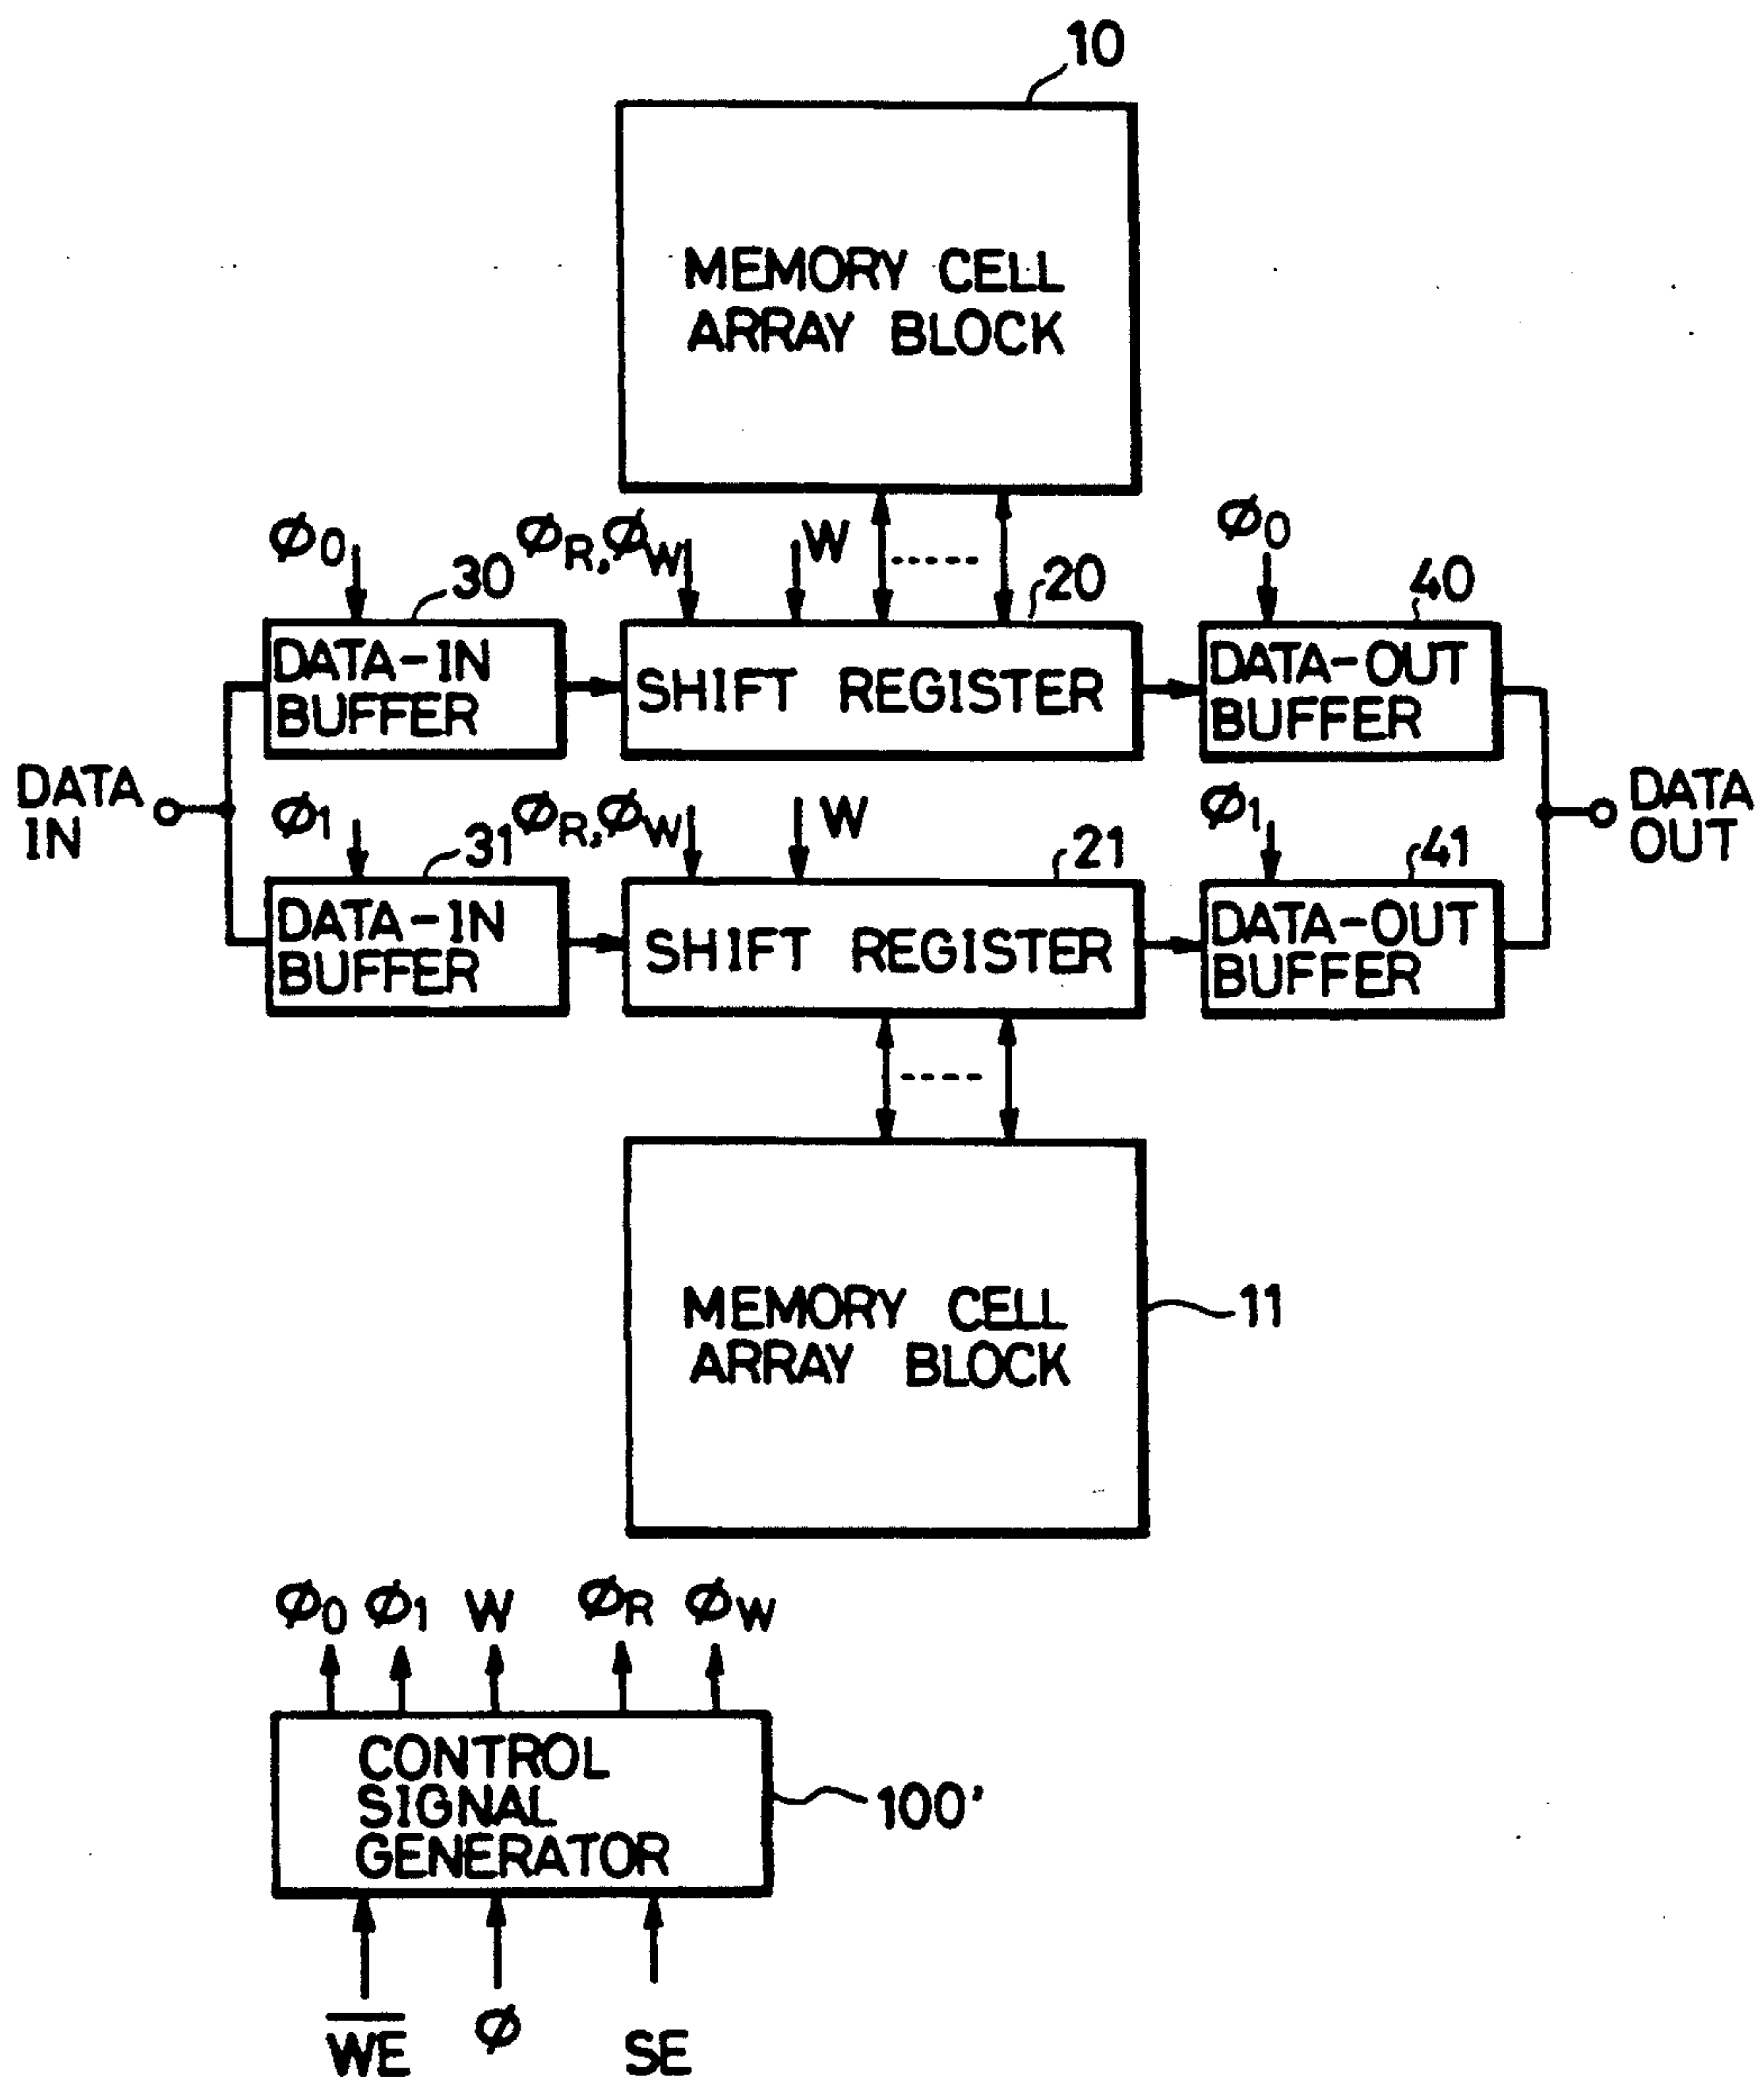 10
MEMORY CELL
ARRAY BLOCK
ϕ0
30
ϕR,ϕW
W
20
ϕ0
40
DATA-IN
BUFFER
SHIFT REGISTER
DATA-OUT
BUFFER
DATA
IN
ϕ1
31
ϕR,ϕW
W
21
ϕ1
41
DATA
OUT
DATA-IN
BUFFER
SHIFT REGISTER
DATA-OUT
BUFFER
MEMORY CELL
ARRAY BLOCK
11
ϕ0 ϕ1 W ϕR ϕW
CONTROL
SIGNAL
GENERATOR
100'
W̅E̅ ϕ SE